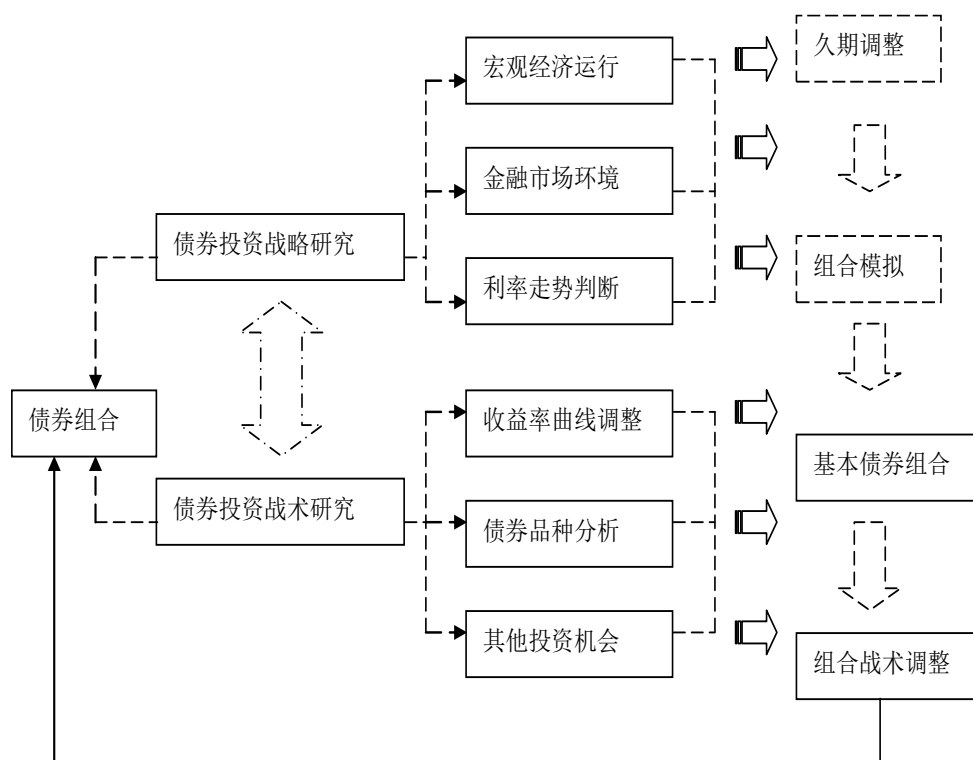 久期调整
宏观经济运行
金融市场环境
债券投资战略研究
组合模拟
利率走势判断
债券组合
收益率曲线调整
基本债券组合
债券投资战术研究
债券品种分析
其他投资机会
组合战术调整